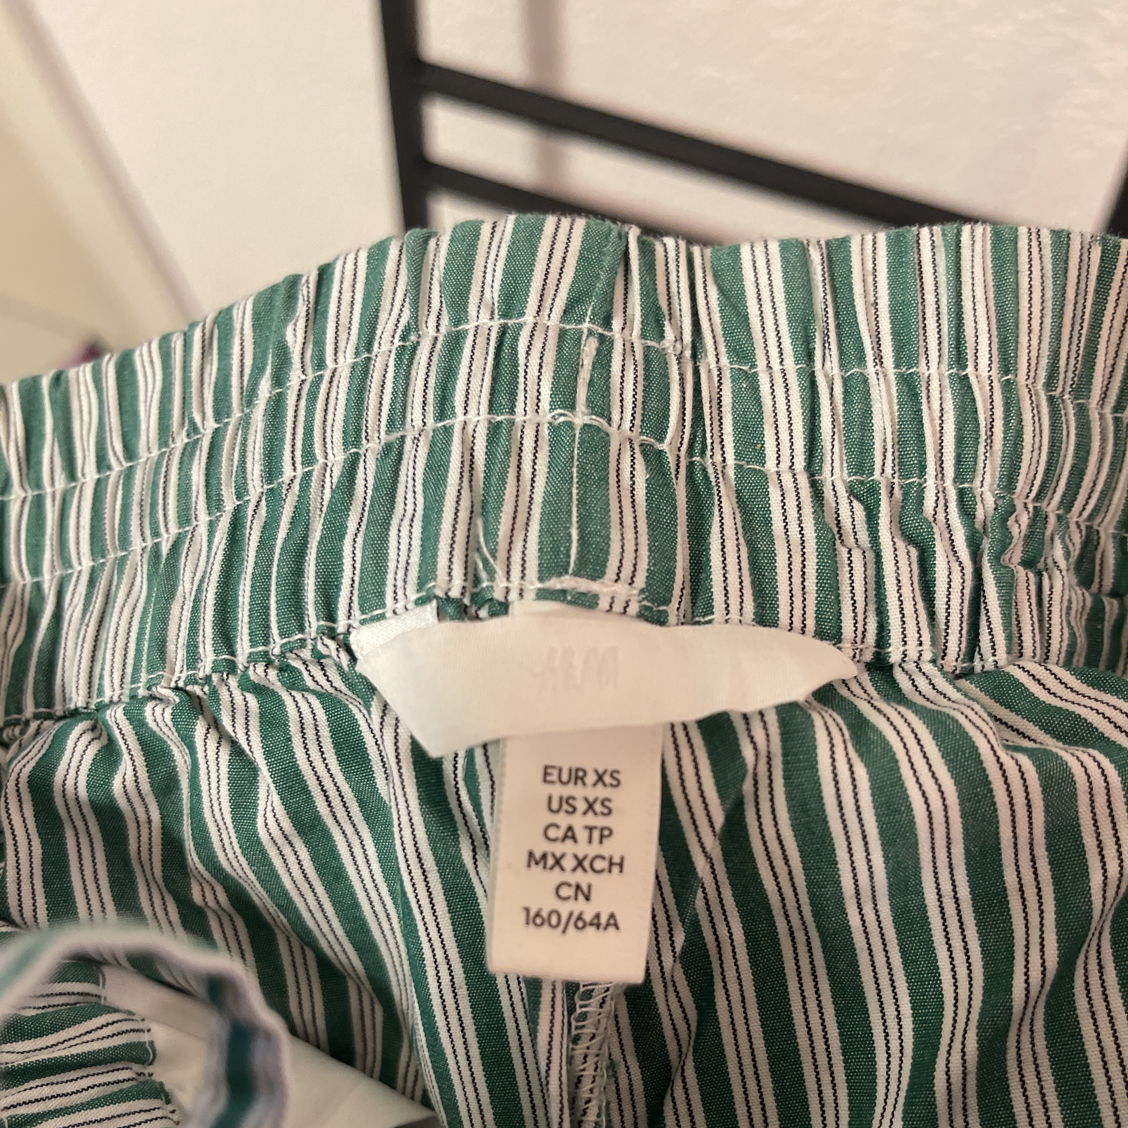 H&M
EUR XS
US XS
CA TP
MX XCH
CN
160/64A